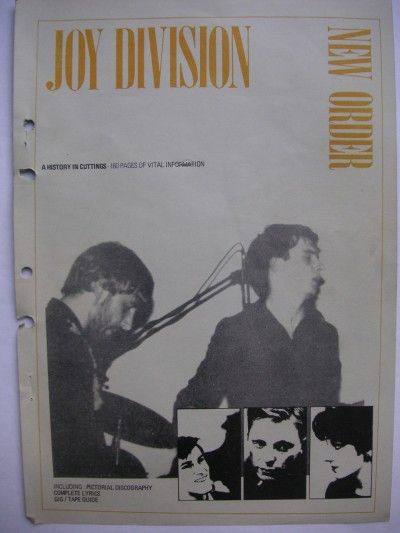 JOY DIVISION
NEW ORDER
A HISTORY IN CUTTINGS · 160 PAGES OF VITAL INFORMARION
INCLUDING : PICTORIAL DISCOGRAPHY
COMPLETE LYRICS
GIG / TAPE GUIDE